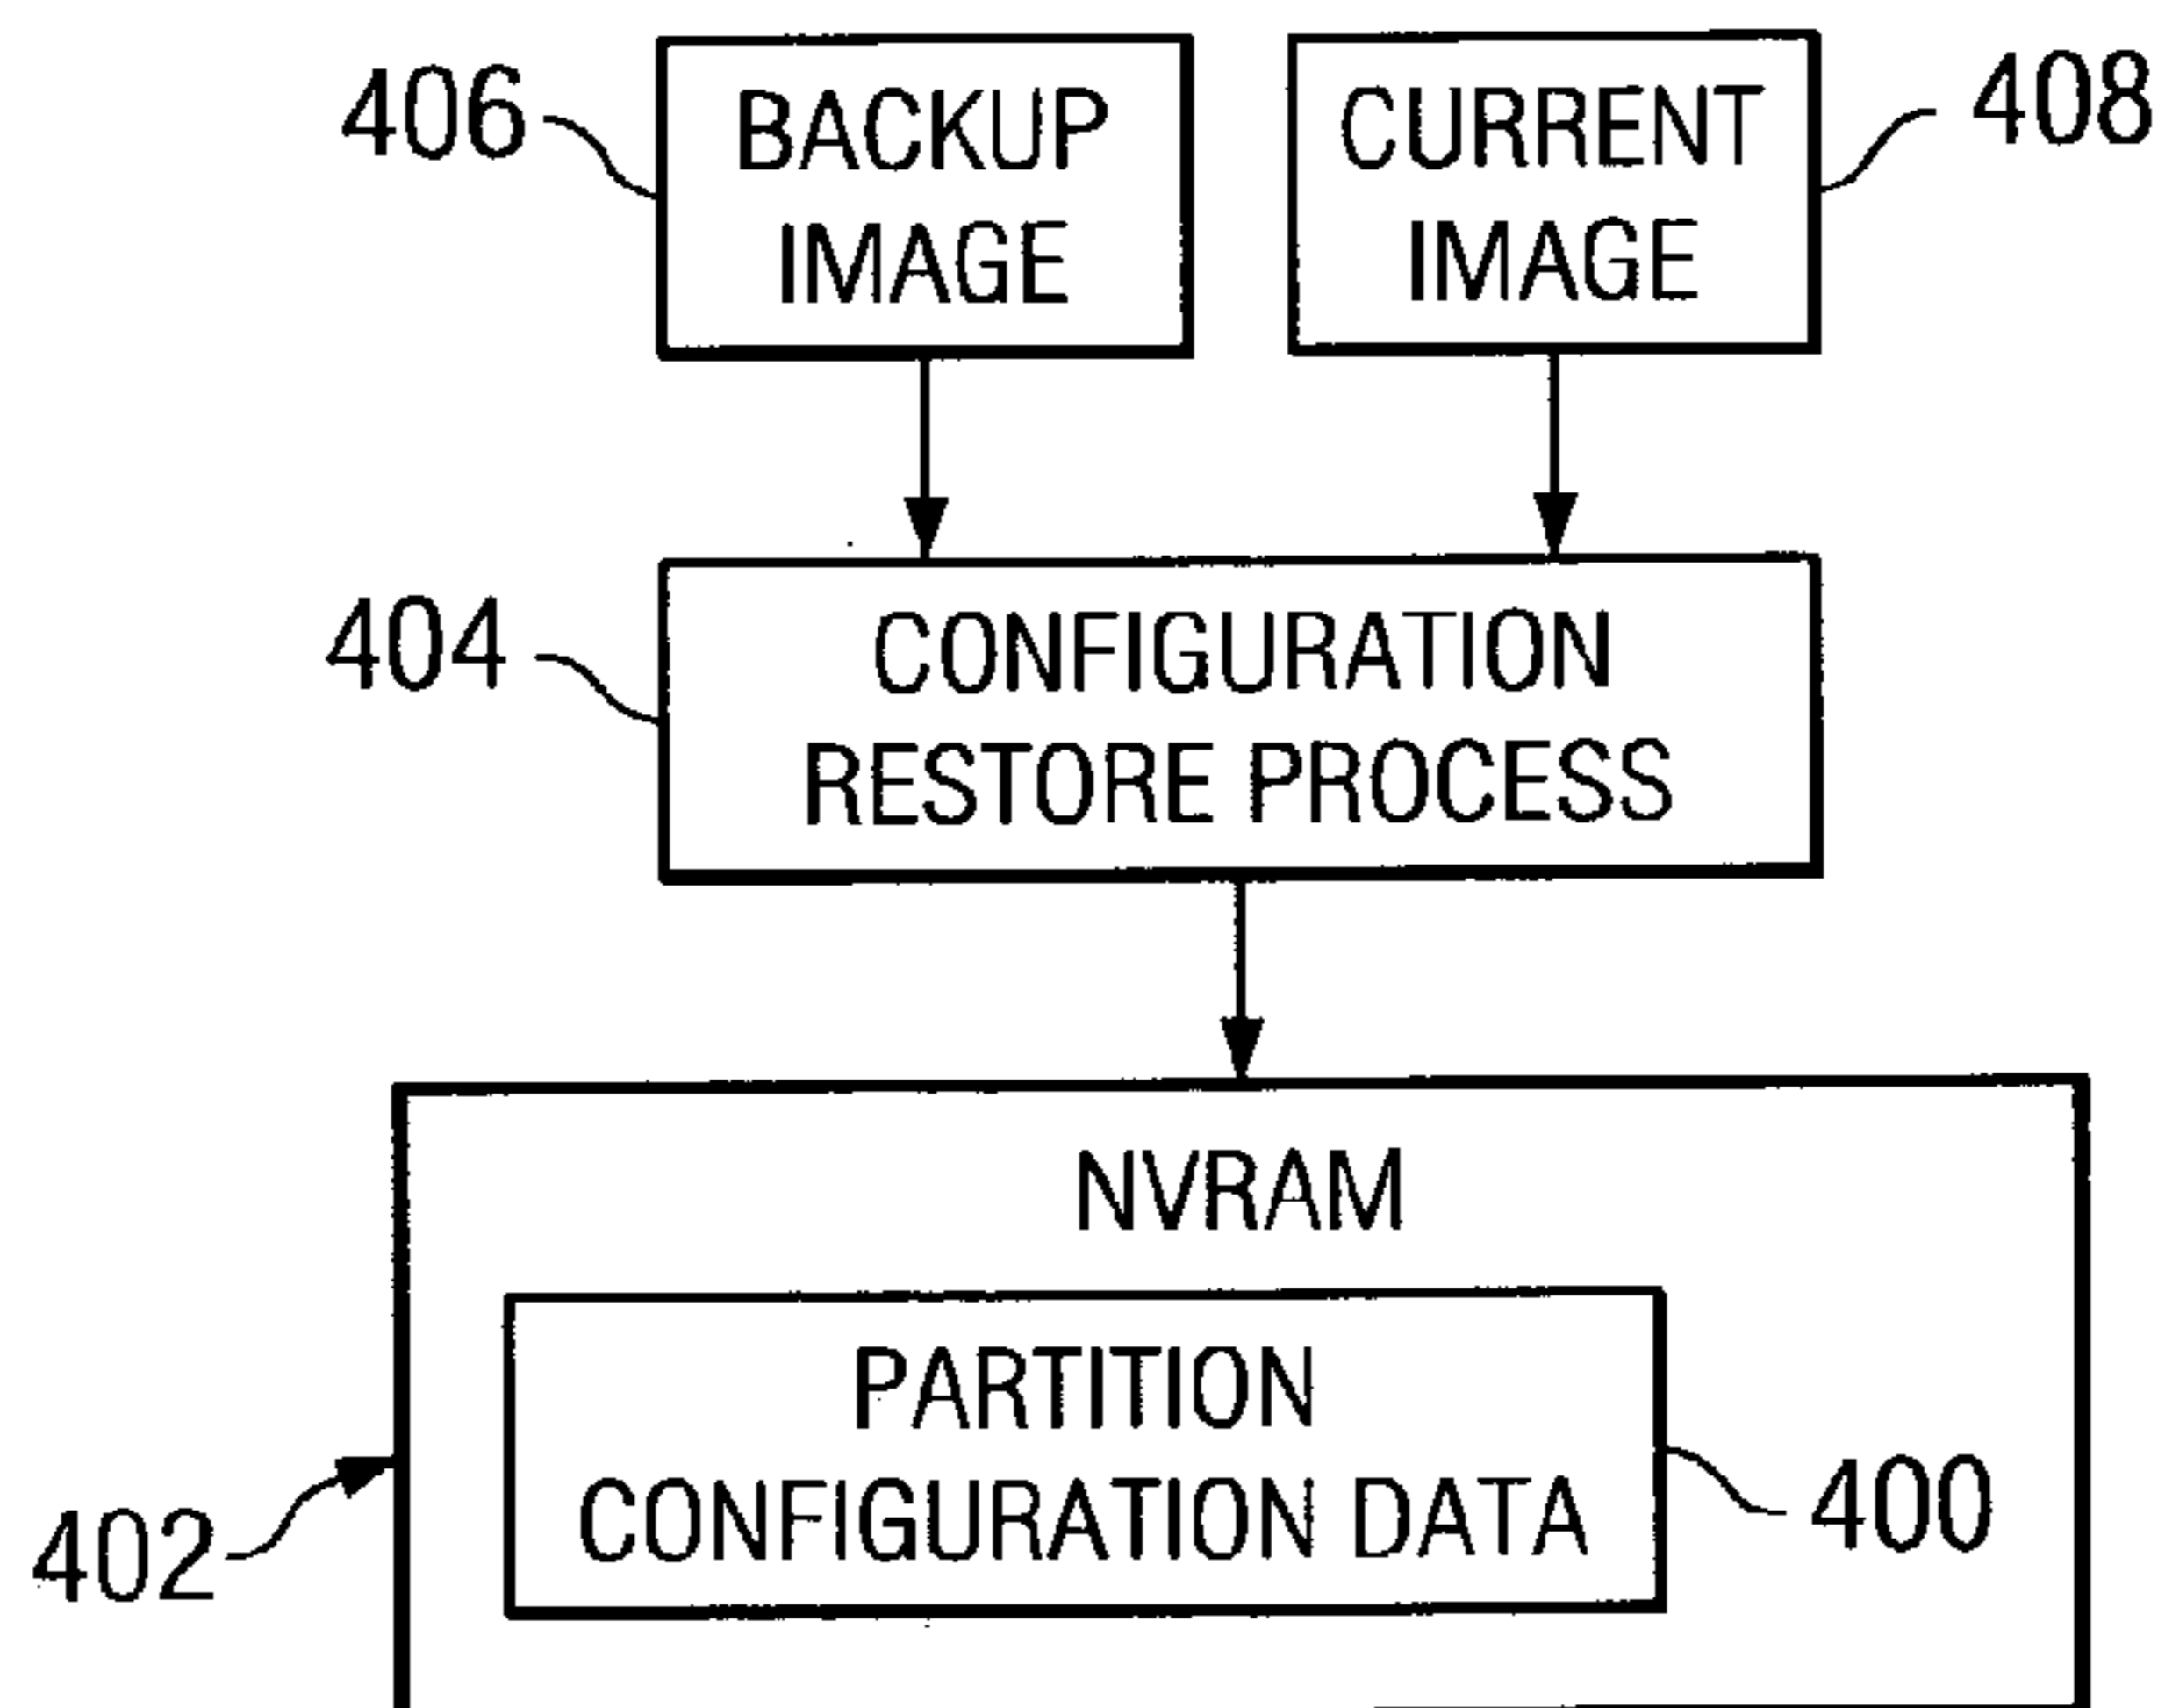 406
BACKUP
IMAGE
CURRENT
IMAGE
408
404
CONFIGURATION
RESTORE PROCESS
NVRAM
PARTITION
CONFIGURATION DATA
400
402